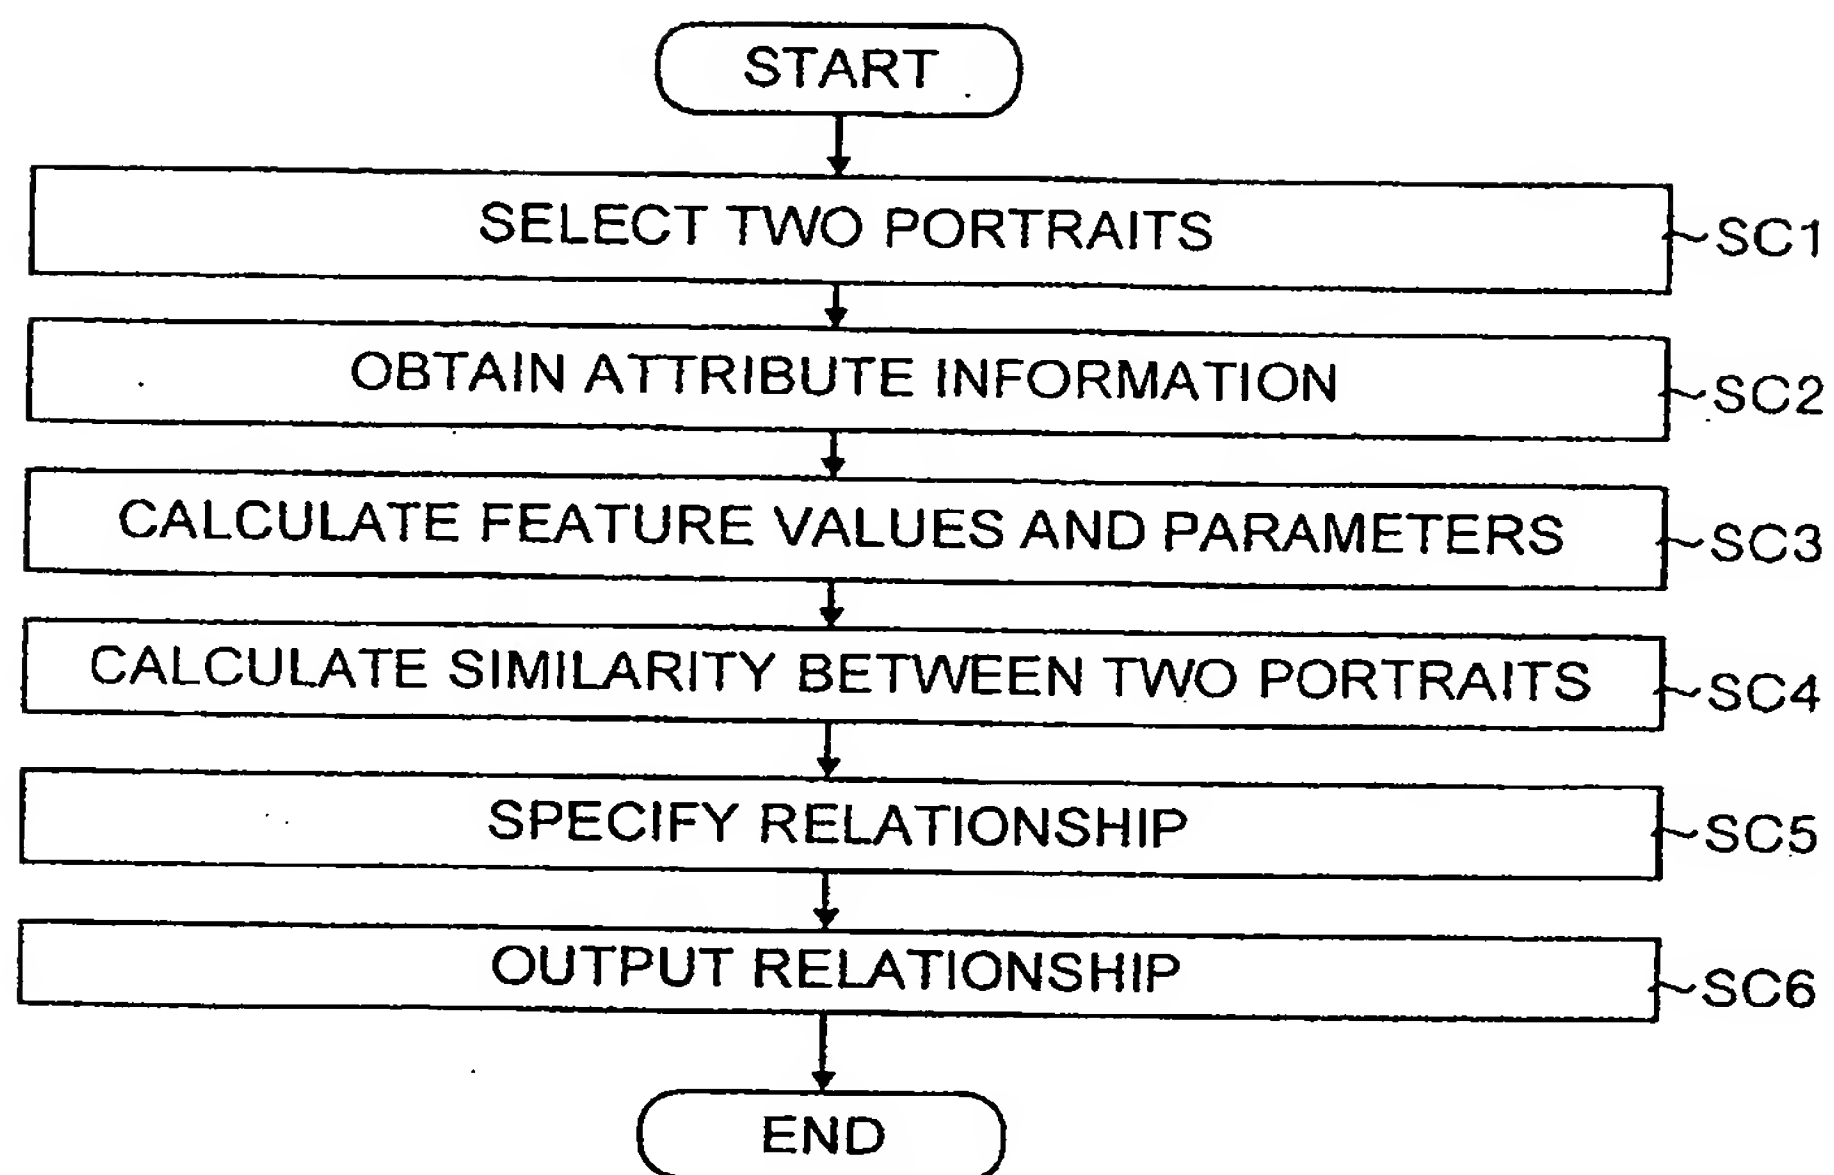 START
SELECT TWO PORTRAITS SC1
OBTAIN ATTRIBUTE INFORMATION SC2
CALCULATE FEATURE VALUES AND PARAMETERS SC3
CALCULATE SIMILARITY BETWEEN TWO PORTRAITS SC4
SPECIFY RELATIONSHIP SC5
OUTPUT RELATIONSHIP SC6
END